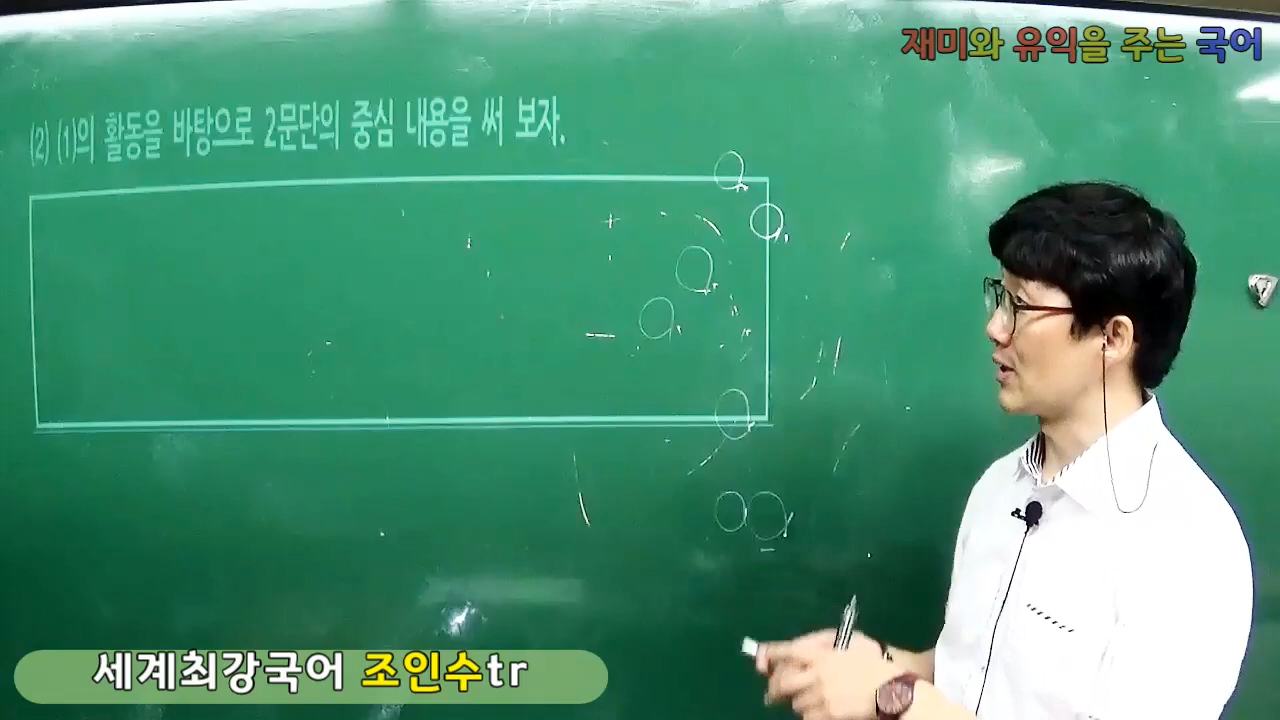 재미와 유익을 주는 국어
(2) (1)의 활동을 바탕으로 2문단의 중심 내용을 써 보자.
세계최강국어 조인수tr